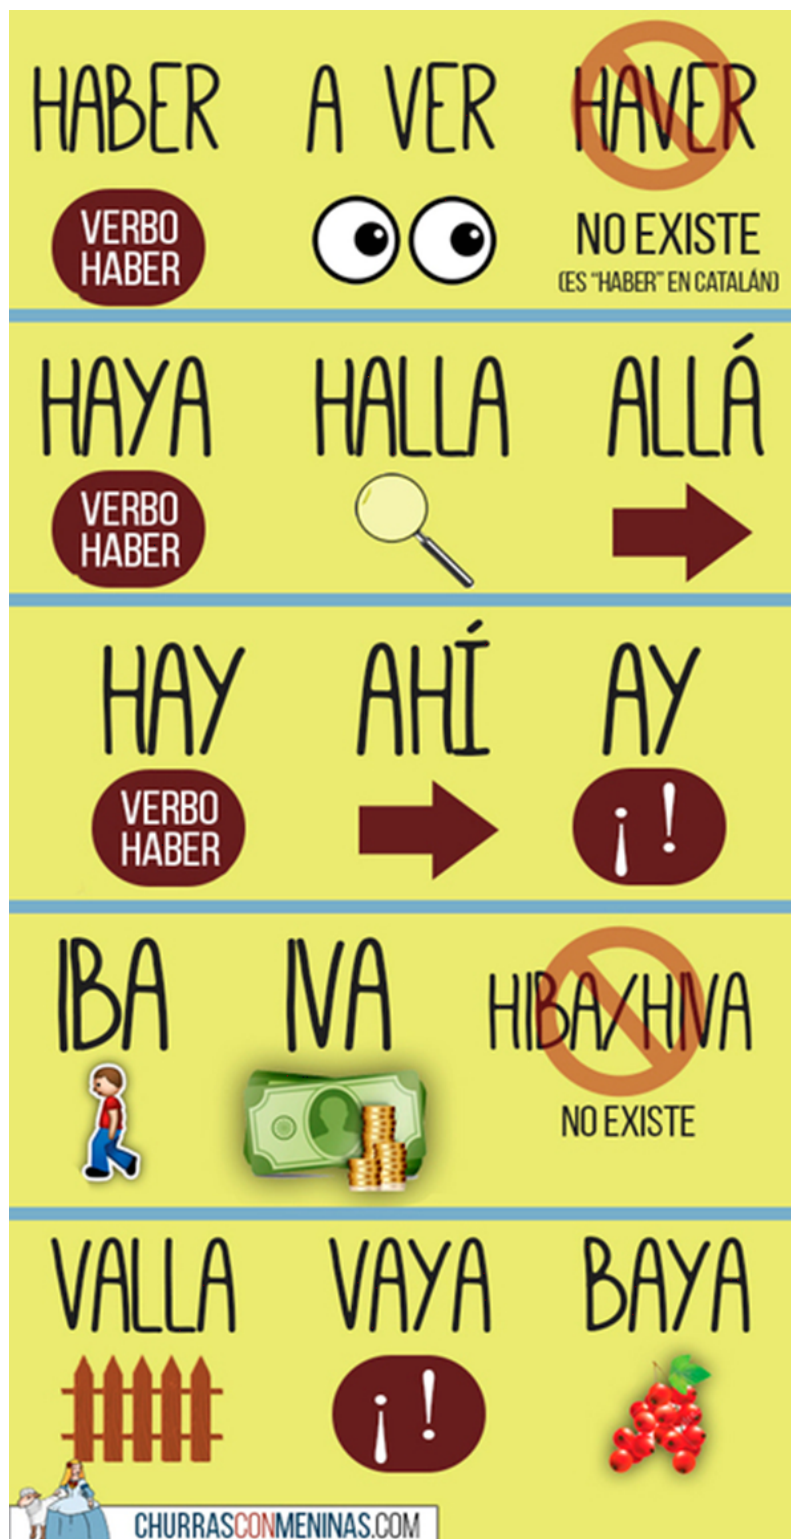 HABER A VER HAVER
VERBO HABER
NO EXISTE
(ES "HABER" EN CATALÁN)
HAYA HALLA ALLÁ
VERBO HABER
HAY AHÍ AY
VERBO HABER
¡ !
IBA IVA HIBA/HIVA
NO EXISTE
VALLA VAYA BAYA
¡ !
CHURRASCONMENINAS.COM